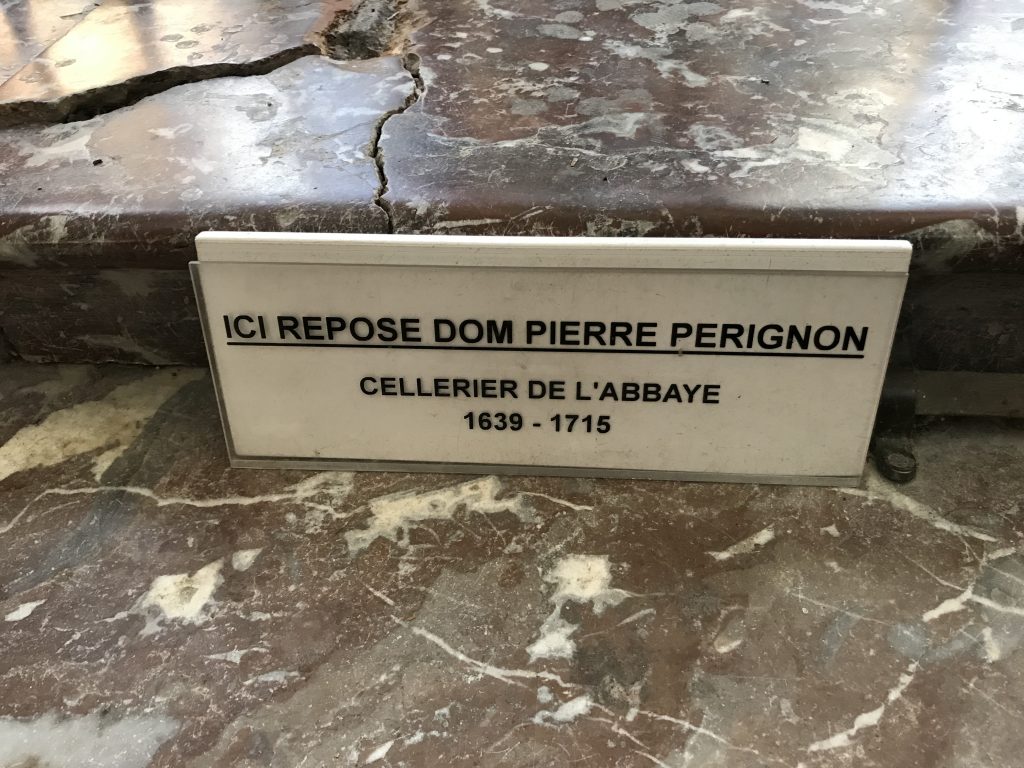 ICI REPOSE DOM PIERRE PERIGNON
CELLERIER DE L'ABBAYE
1639 - 1715